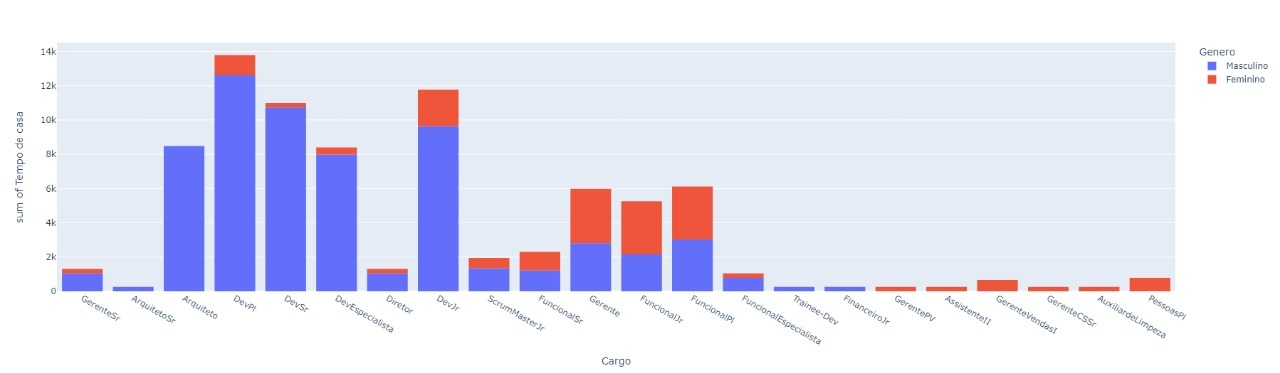 Genero
Masculino
Feminino
14k
12k
10k
8k
6k
4k
2k
0
sum of Tempo de casa
GerenteSr
ArquitetoSr
Arquiteto
DevPl
DevSr
DevEspecialista
Diretor
DevJr
ScrumMasterJr
FuncionalSr
Gerente
FuncionalJr
FuncionalPl
FuncionalEspecialista
Trainee-Dev
FinanceiroJr
GerentePV
AssistenteII
GerenteVendasI
GerenteCSSr
AuxiliardeLimpeza
PessoasPl
Cargo